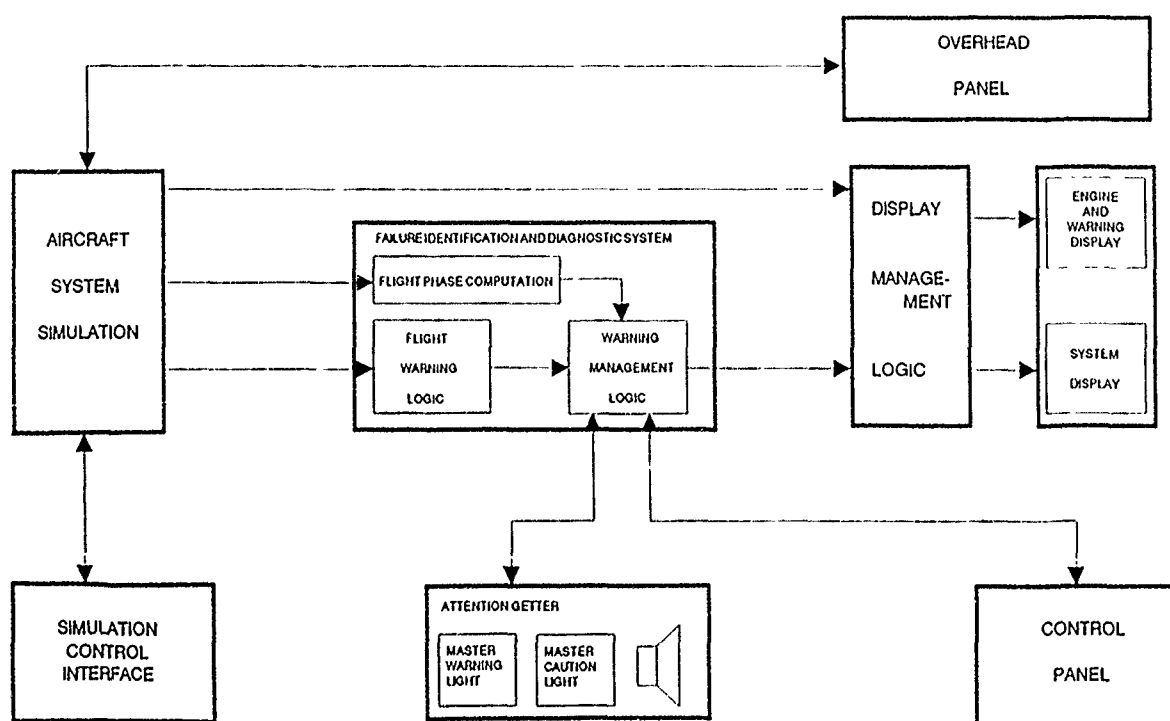 OVERHEAD
PANEL
AIRCRAFT
SYSTEM
SIMULATION
FAILURE IDENTIFICATION AND DIAGNOSTIC SYSTEM
FLIGHT PHASE COMPUTATION
FLIGHT
WARNING
LOGIC
WARNING
MANAGEMENT
LOGIC
DISPLAY
MANAGE-
MENT
LOGIC
ENGINE
AND
WARNING
DISPLAY
SYSTEM
DISPLAY
SIMULATION
CONTROL
INTERFACE
ATTENTION GETTER
MASTER
WARNING
LIGHT
MASTER
CAUTION
LIGHT
CONTROL
PANEL